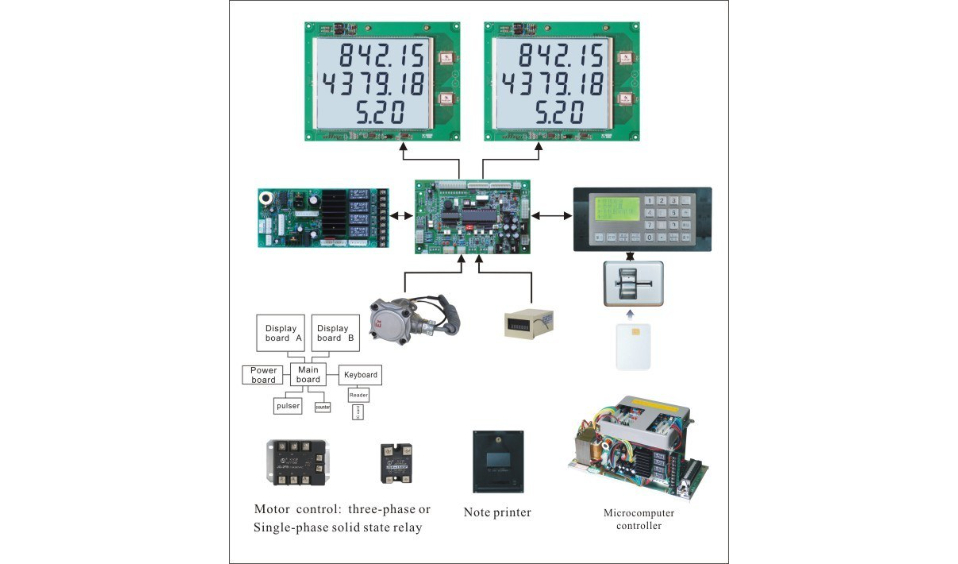 842.15
4379.18
5.20
842.15
4379.18
5.20
Display
board A
Display
board B
Power
board
Main
board
Keyboard
Reader
pulser
counter
Motor control: three-phase or
Single-phase solid state relay
Note printer
Microcomputer
controller